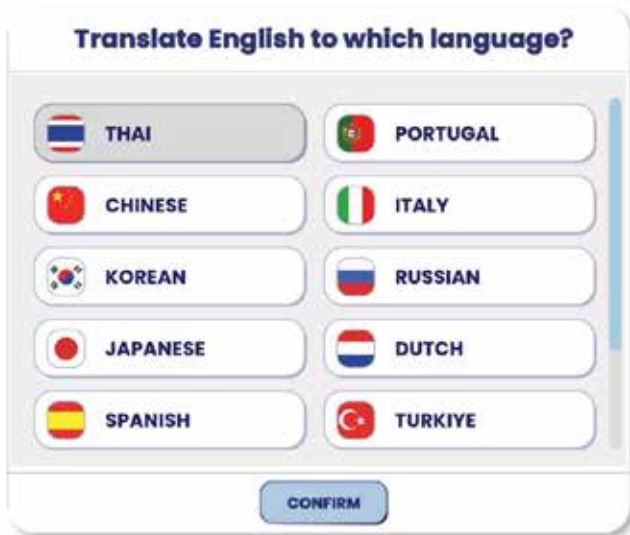 Translate English to which language?
THAI
PORTUGAL
CHINESE
ITALY
KOREAN
RUSSIAN
JAPANESE
DUTCH
SPANISH
TURKIYE
CONFIRM